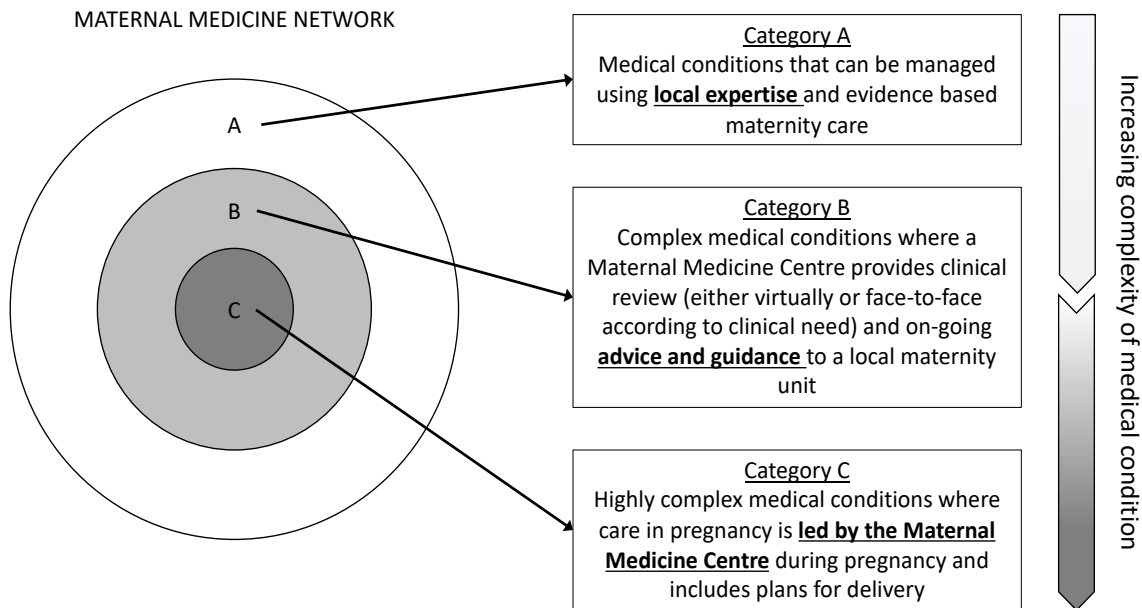 MATERNAL MEDICINE NETWORK
A
B
C
Category A
Medical conditions that can be managed
using local expertise and evidence based
maternity care
Category B
Complex medical conditions where a
Maternal Medicine Centre provides clinical
review (either virtually or face-to-face
according to clinical need) and on-going
advice and guidance to a local maternity
unit
Category C
Highly complex medical conditions where
care in pregnancy is led by the Maternal
Medicine Centre during pregnancy and
includes plans for delivery
Increasing complexity of medical condition